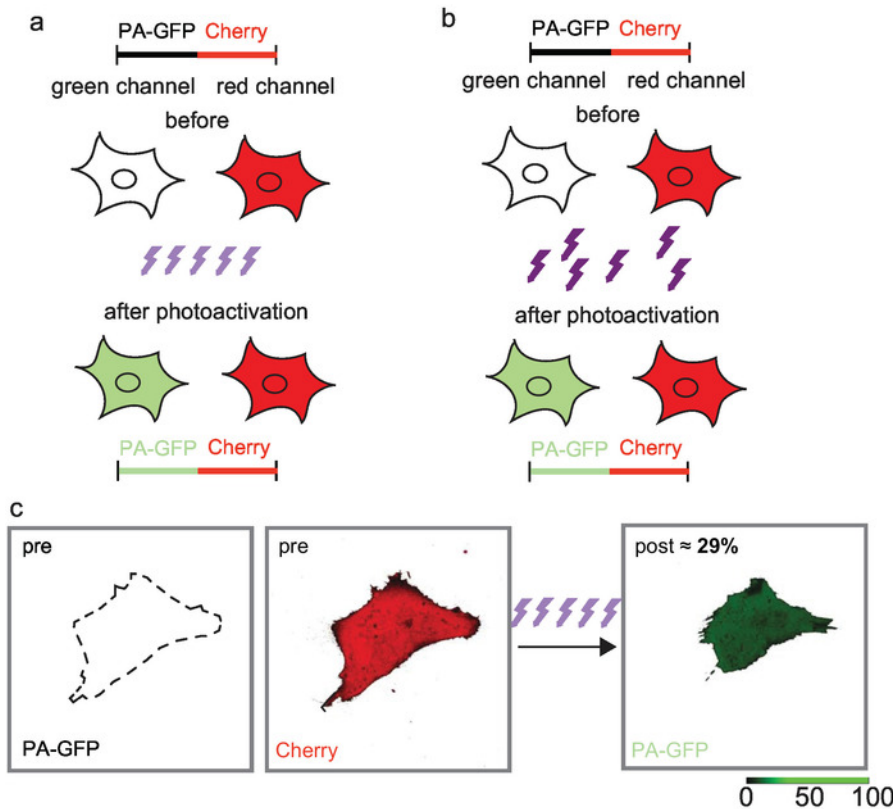 a
PA-GFP Cherry
green channel red channel
before
after photoactivation
PA-GFP Cherry
b
PA-GFP Cherry
green channel red channel
before
after photoactivation
PA-GFP Cherry
c
pre
PA-GFP
pre
Cherry
post ≈ 29%
PA-GFP
0 50 100